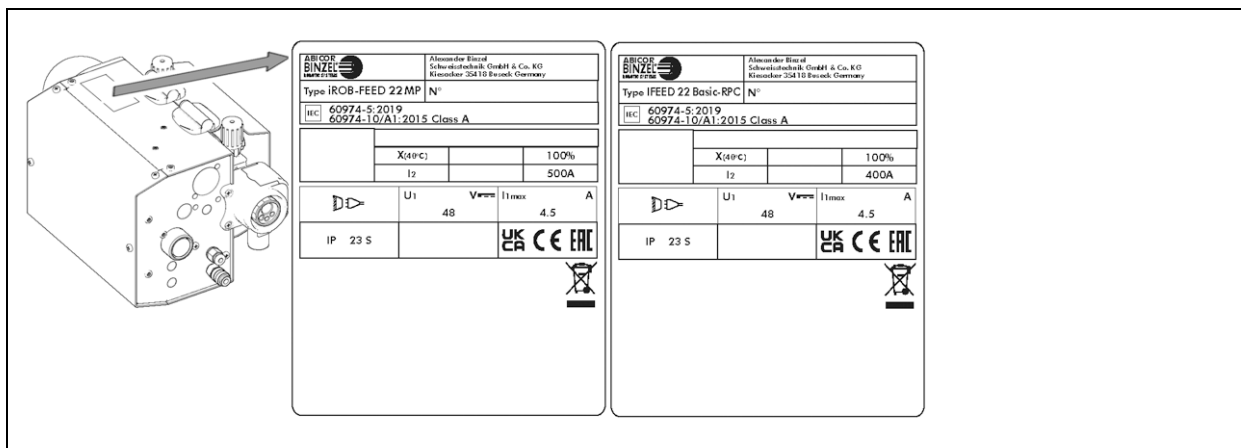 ABICOR
BINZEL
Alexander Binzel
Schweisstechnik GmbH & Co. KG
Kiesacker 35418 Buseck Germany
Type iROB-FEED 22 MP N°
IEC 60974-5:2019
60974-10/A1:2015 Class A
X(40°C) 100%
I2 500A
U1 V I1max A
48 4.5
IP 23 S UK CA CE EAC
ABICOR
BINZEL
Alexander Binzel
Schweisstechnik GmbH & Co. KG
Kiesacker 35418 Buseck Germany
Type IFEED 22 Basic-RPC N°
IEC 60974-5:2019
60974-10/A1:2015 Class A
X(40°C) 100%
I2 400A
U1 V I1max A
48 4.5
IP 23 S UK CA CE EAC